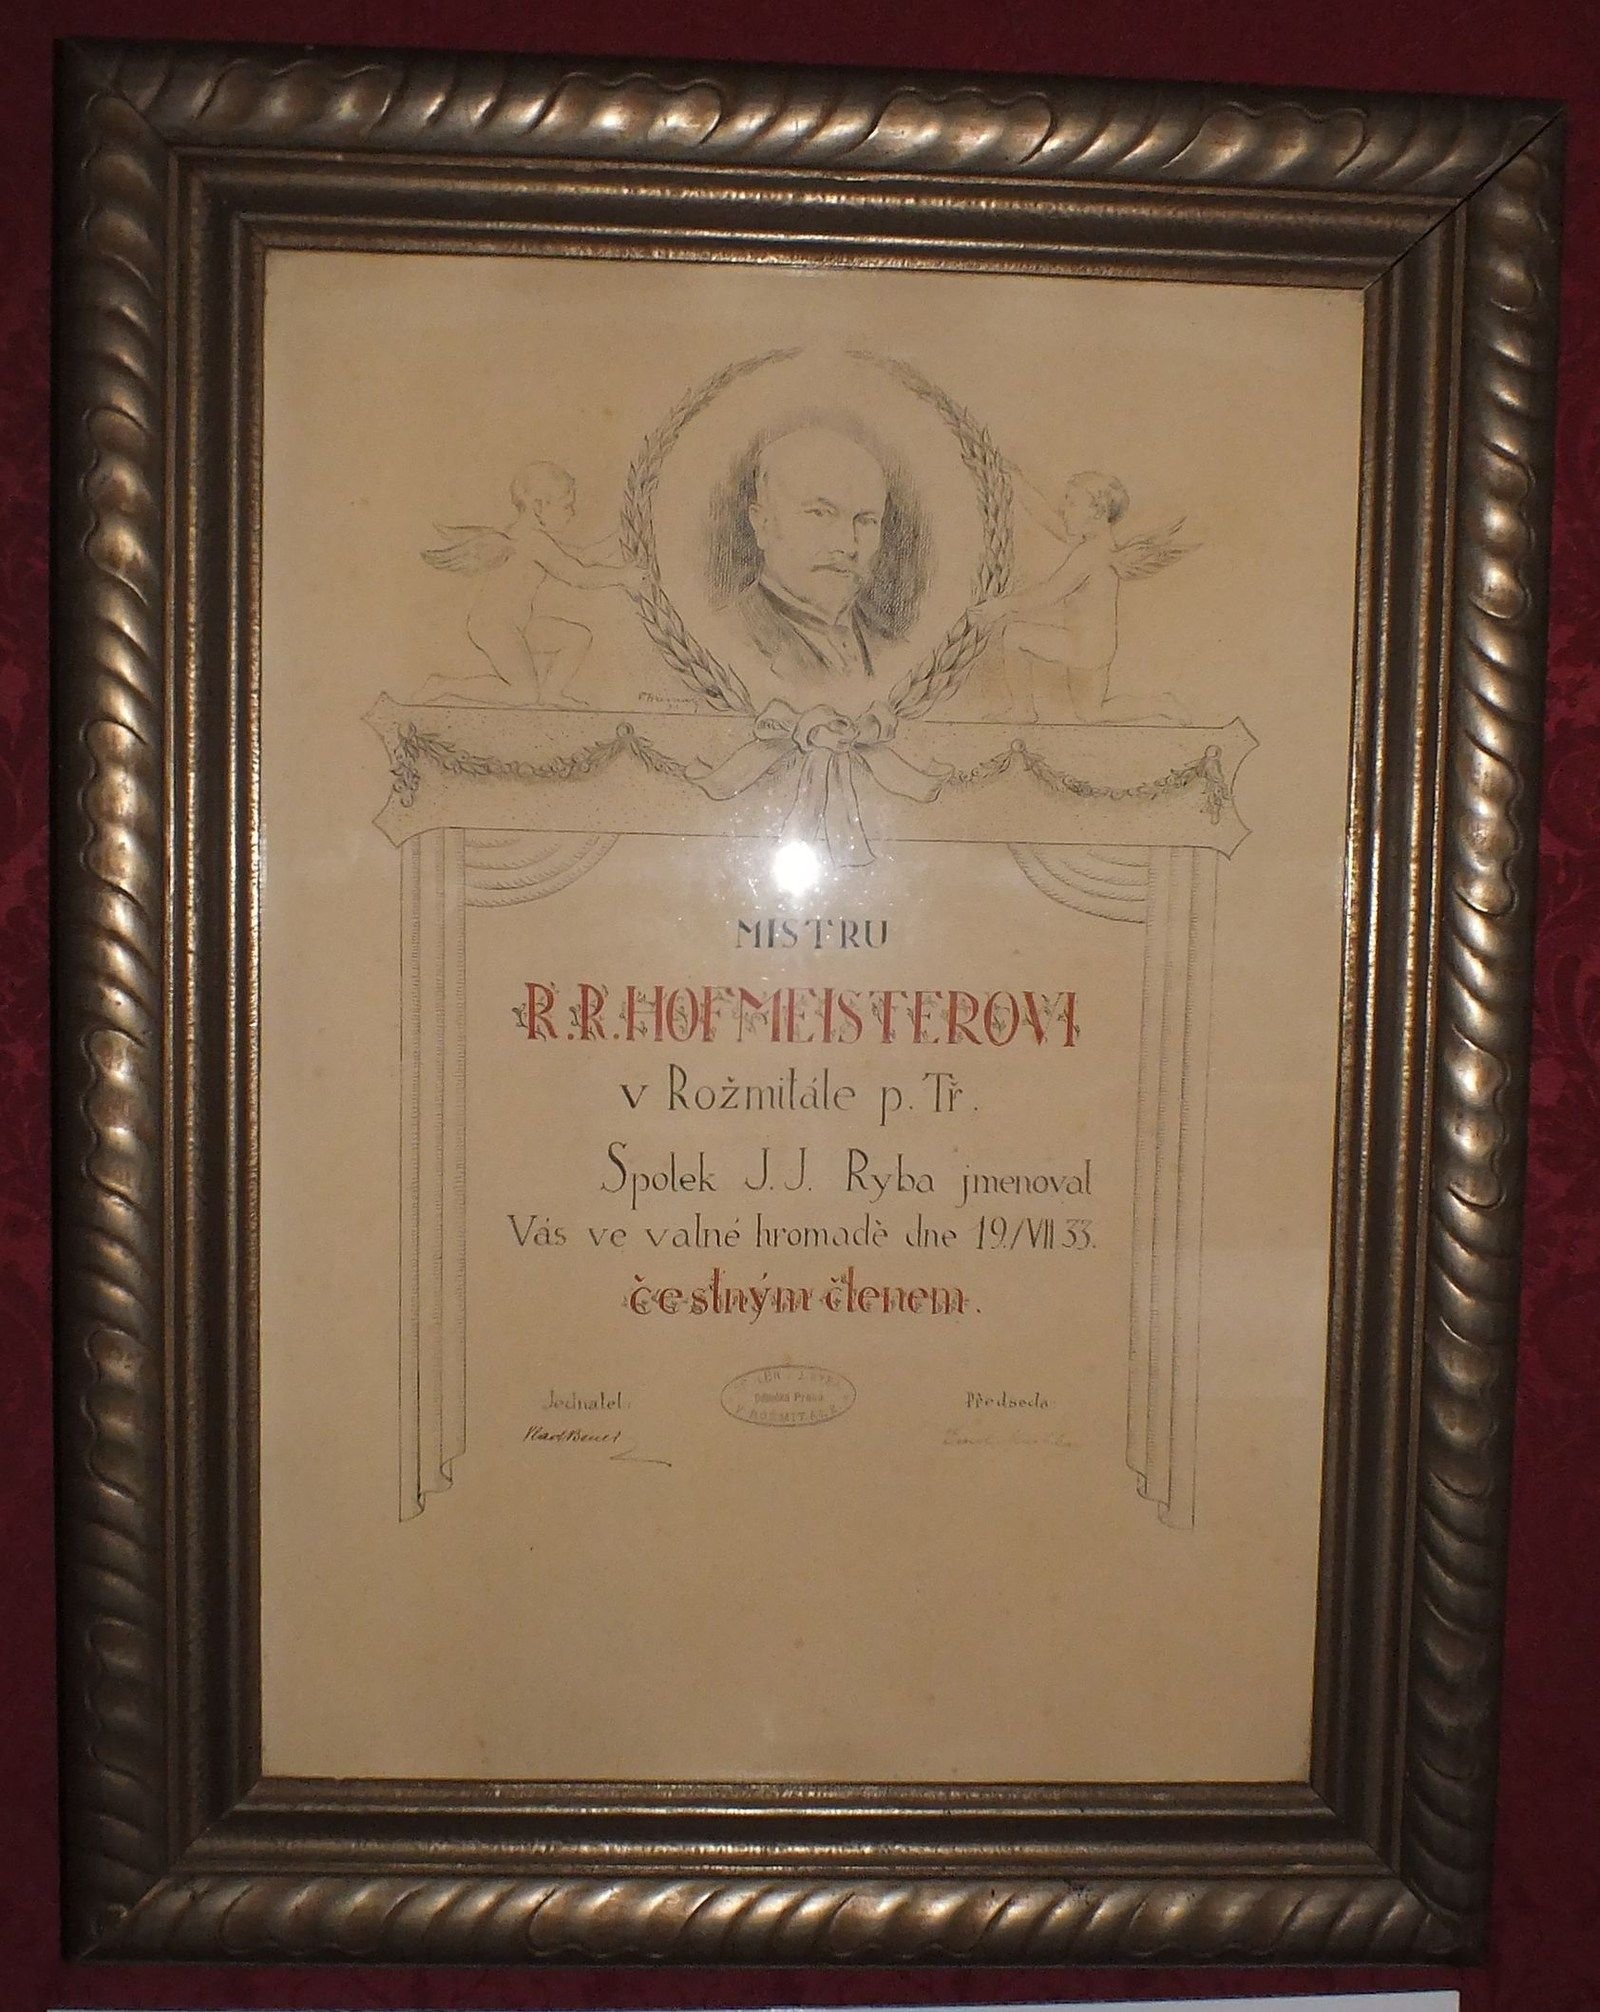 MISTRU
R.R.HOFMEISTEROVI
v Rožmitále p. Tř.
Spolek J.J. Ryba jmenoval
Vás ve valné hromadě dne 19./VII 33.
čestným členem.
Jednatel:
Předseda: